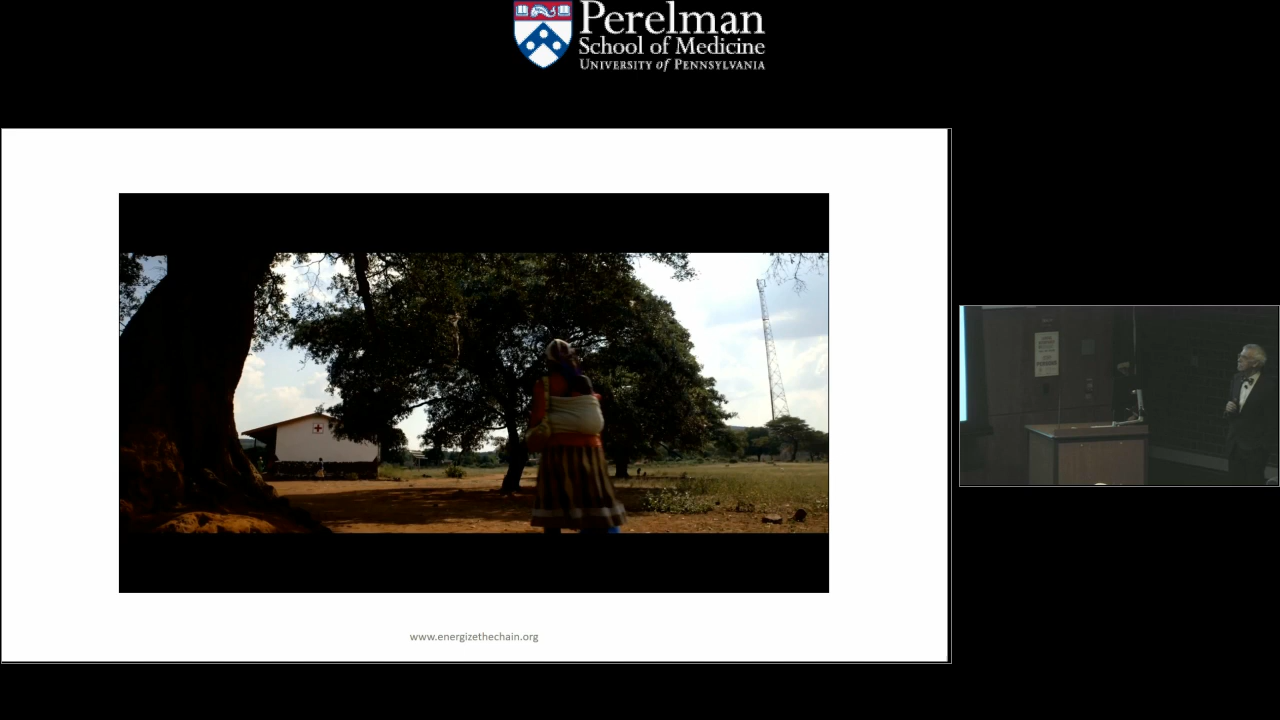 Perelman
School of Medicine
UNIVERSITY of PENNSYLVANIA
www.energizethechain.org